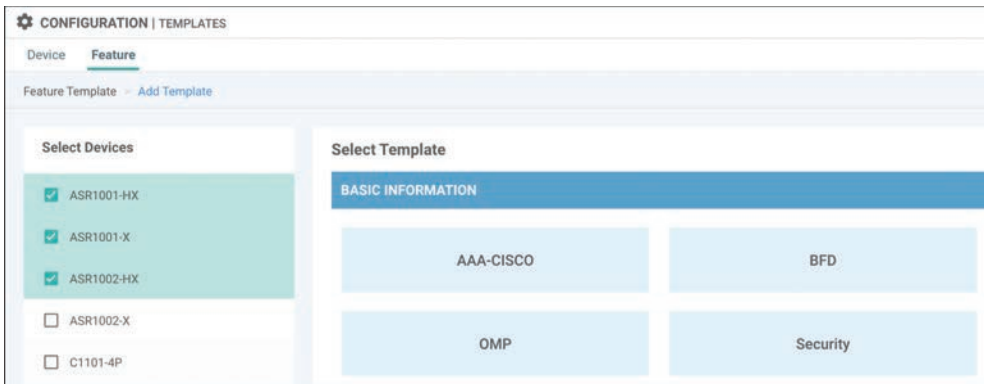 CONFIGURATION | TEMPLATES
Device Feature
Feature Template > Add Template
Select Devices
ASR1001-HX
ASR1001-X
ASR1002-HX
ASR1002-X
C1101-4P
Select Template
BASIC INFORMATION
AAA-CISCO BFD
OMP Security